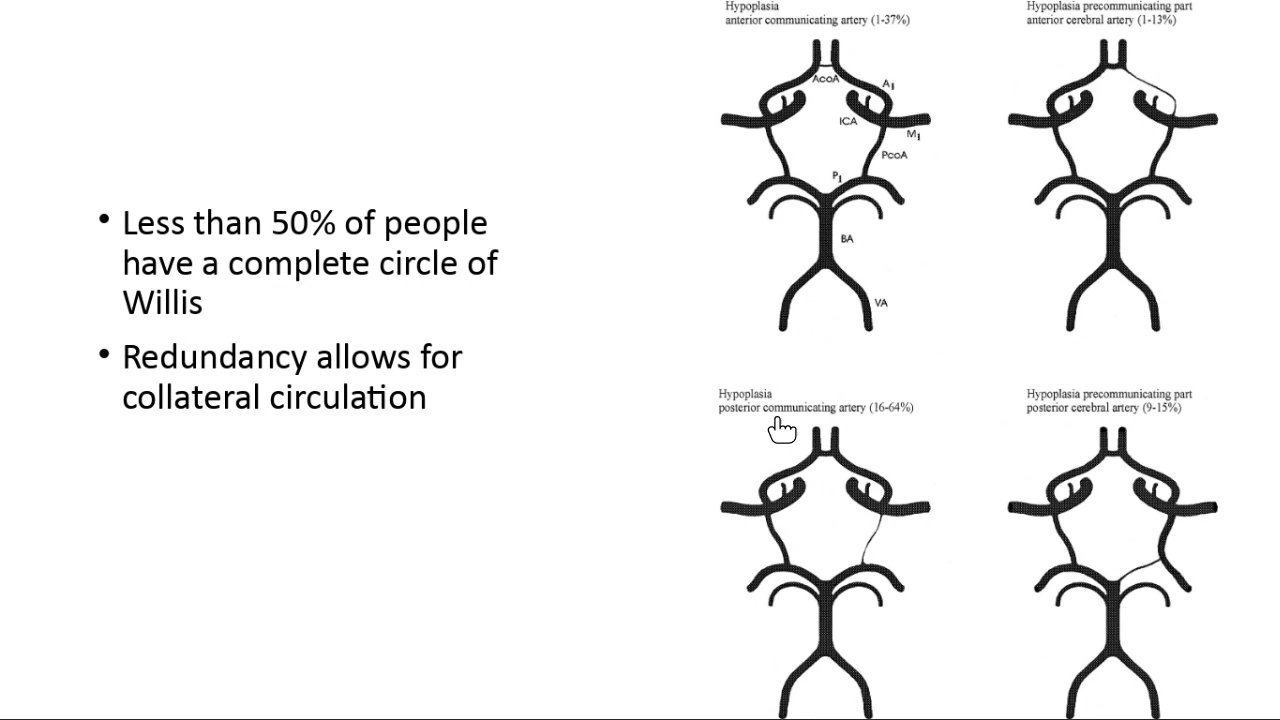 • Less than 50% of people
have a complete circle of
Willis
• Redundancy allows for
collateral circulation
Hypoplasia
anterior communicating artery (1-37%)
AcoA
A1
ICA
M1
PcoA
P1
BA
VA
Hypoplasia precommunicating part
anterior cerebral artery (1-13%)
Hypoplasia
posterior communicating artery (16-64%)
Hypoplasia precommunicating part
posterior cerebral artery (9-15%)